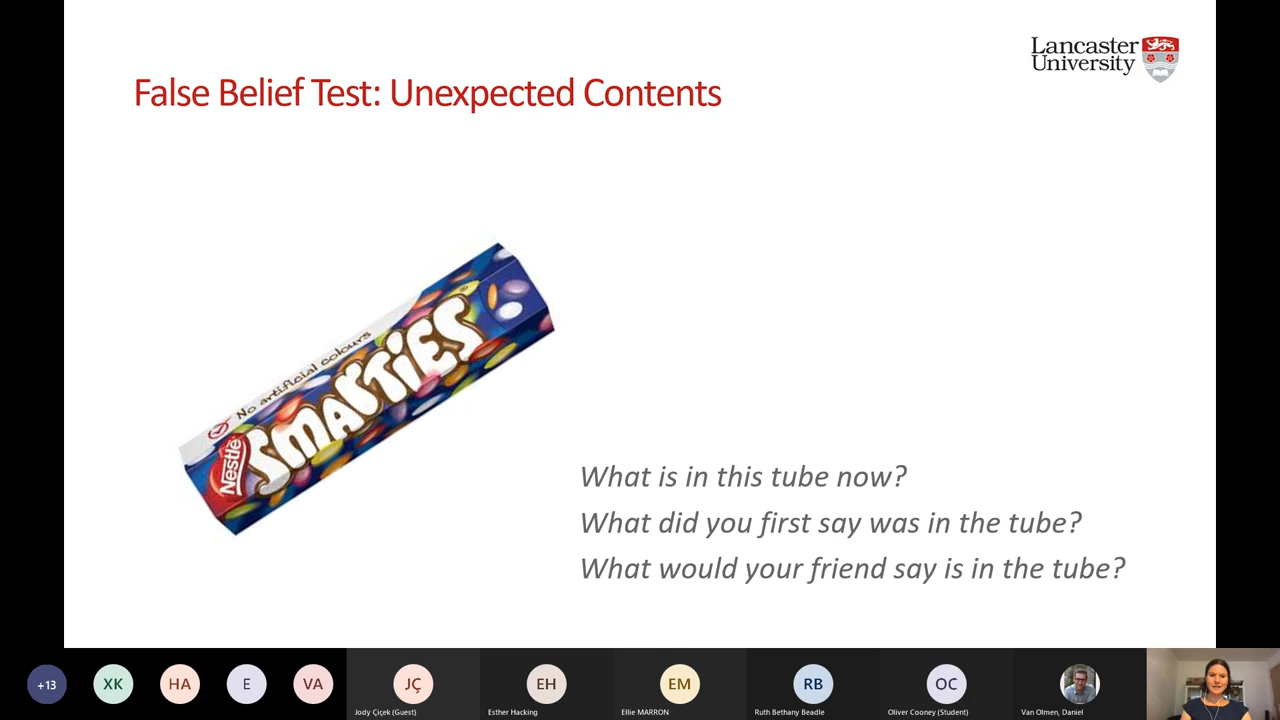 Lancaster
University
False Belief Test: Unexpected Contents
No artificial colours
Nestlé
SMARTIES
What is in this tube now?
What did you first say was in the tube?
What would your friend say is in the tube?
+13
XK
HA
E
VA
JÇ
EH
EM
RB
OC
Jody Çiçek (Guest)
Esther Hacking
Ellie MARRON
Ruth Bethany Beadle
Oliver Cooney (Student)
Van Olmen, Daniel